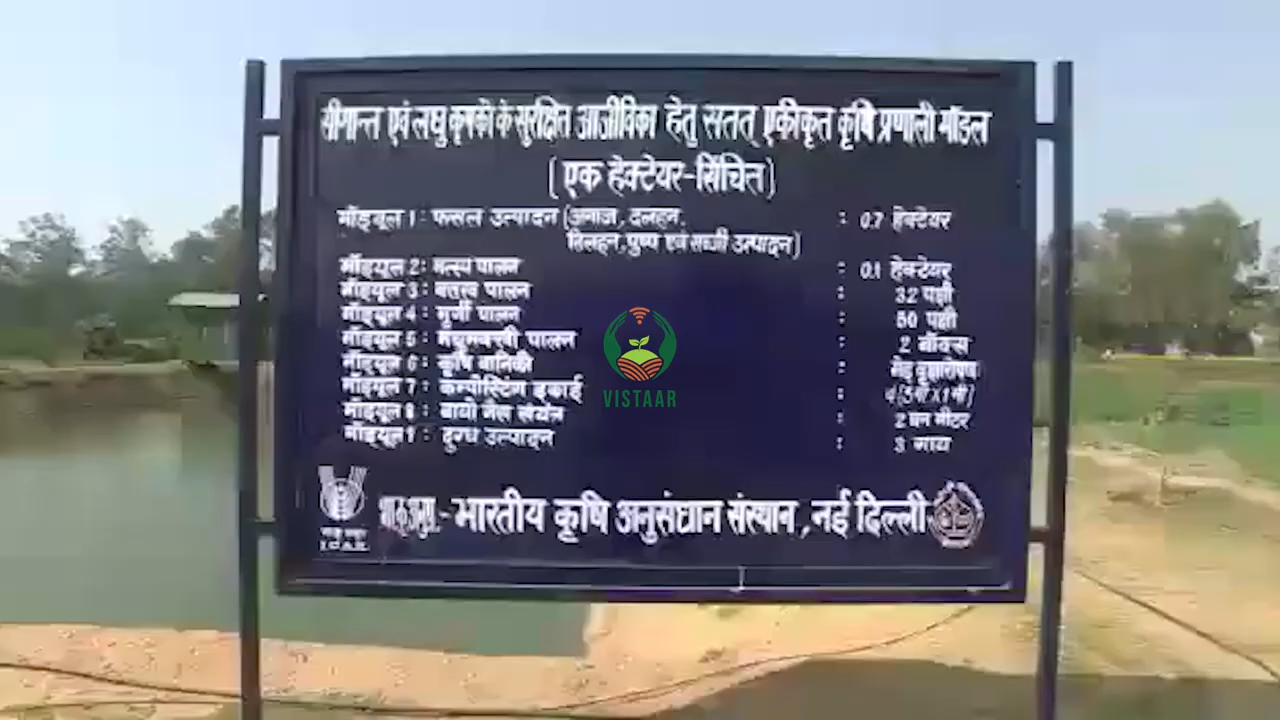 सीमान्त एवं लघु कृषकों के सुरक्षित आजीविका हेतु सतत् एकीकृत कृषि प्रणाली मॉडल
(एक हेक्टेयर-सिंचित)
मॉड्यूल 1: फसल उत्पादन (अनाज, दलहन, : 0.7 हेक्टेयर
तिलहन, पुष्प एवं सब्जी उत्पादन)
मॉड्यूल 2: मत्स्य पालन : 0.1 हेक्टेयर
मॉड्यूल 3: बतख पालन : 32 पक्षी
मॉड्यूल 4: मुर्गी पालन : 50 पक्षी
मॉड्यूल 5: मधुमक्खी पालन : 2 बॉक्स
मॉड्यूल 6: कृषि वानिकी : मेड़ वृक्षारोपण
मॉड्यूल 7: कम्पोस्टिंग इकाई :
मॉड्यूल 8: बायो गैस संयंत्र : 2 घन मीटर
मॉड्यूल : दुग्ध उत्पादन : 3 गाय
VISTAAR
भा.कृ.अनु.प.-भारतीय कृषि अनुसंधान संस्थान, नई दिल्ली
ICAR